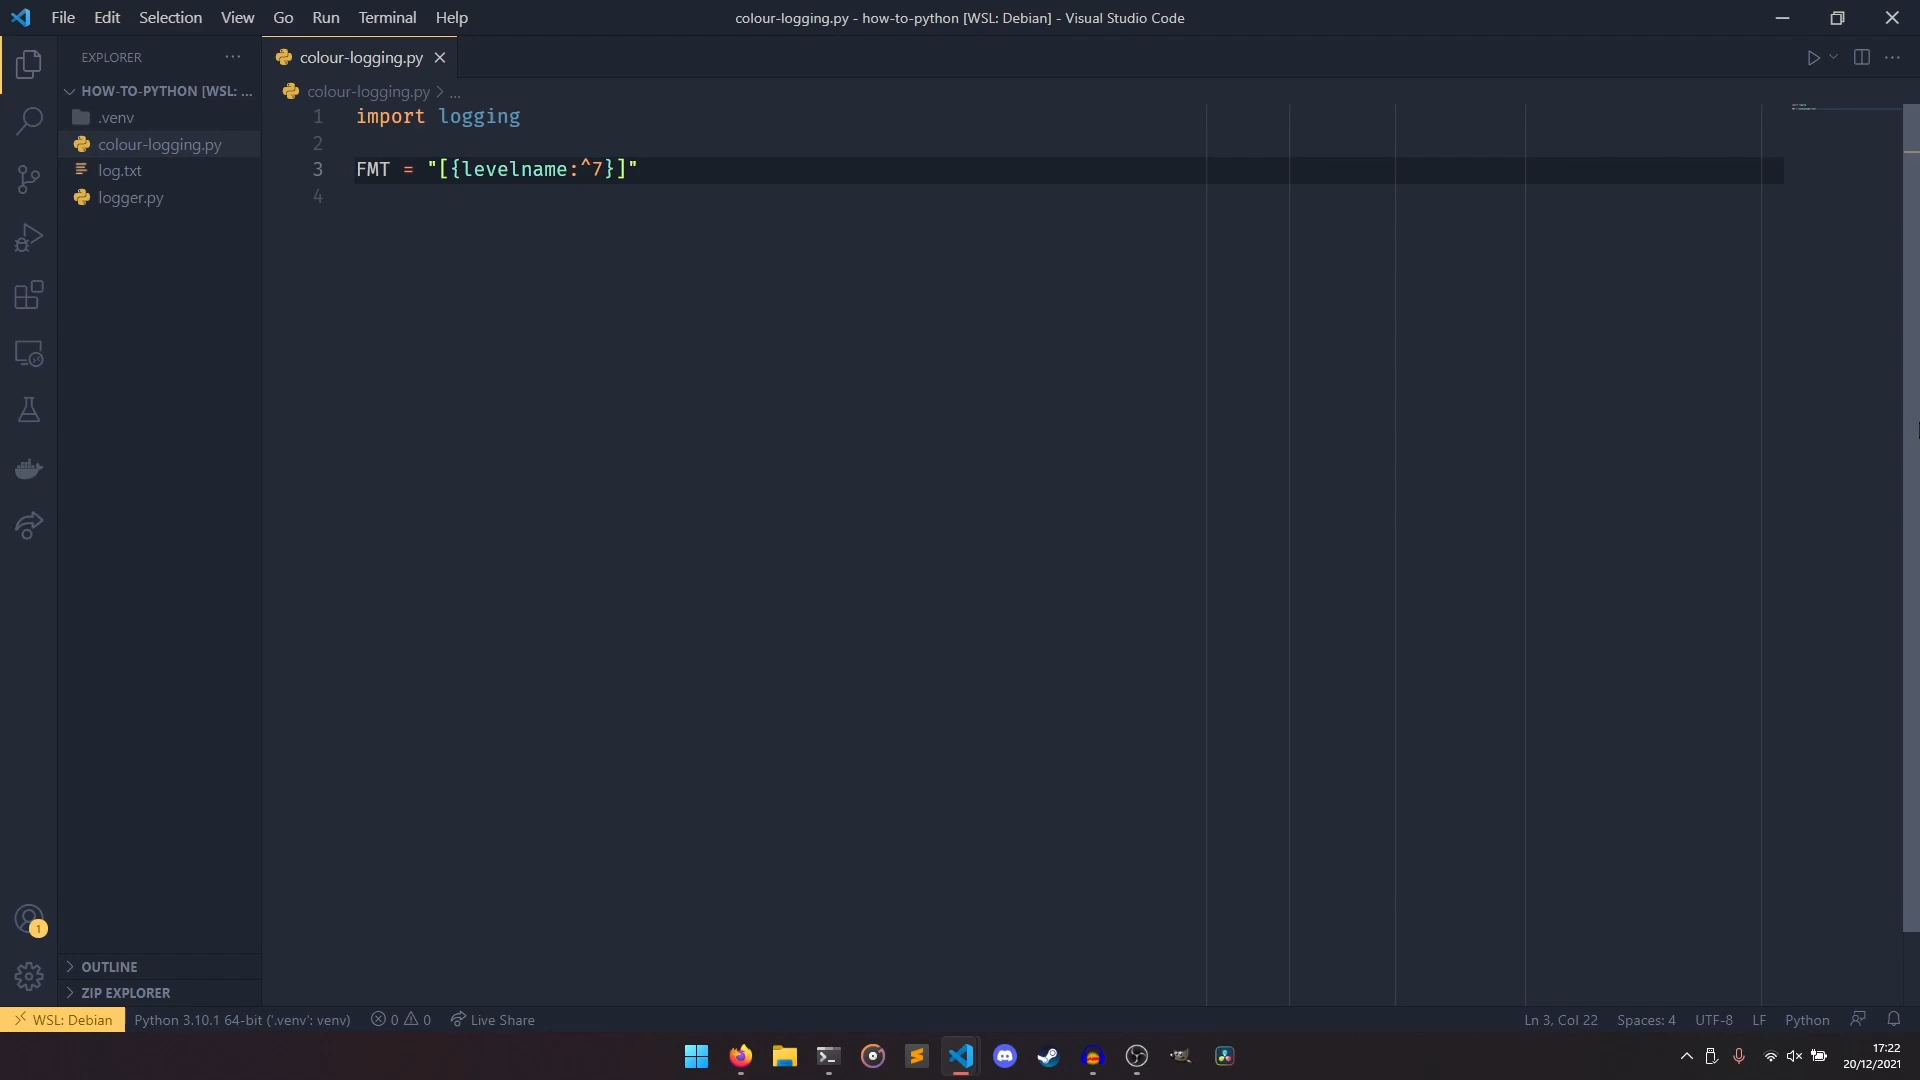 File Edit Selection View Go Run Terminal Help
colour-logging.py - how-to-python [WSL: Debian] - Visual Studio Code
EXPLORER
HOW-TO-PYTHON [WSL: ...
.venv
colour-logging.py
log.txt
logger.py
OUTLINE
ZIP EXPLORER
colour-logging.py
colour-logging.py > ...
1 import logging
2
3 FMT = "[{levelname:^7}]"
4
1
WSL: Debian Python 3.10.1 64-bit ('.venv': venv) 0 0 Live Share
Ln 3, Col 22 Spaces: 4 UTF-8 LF Python
17:22
20/12/2021